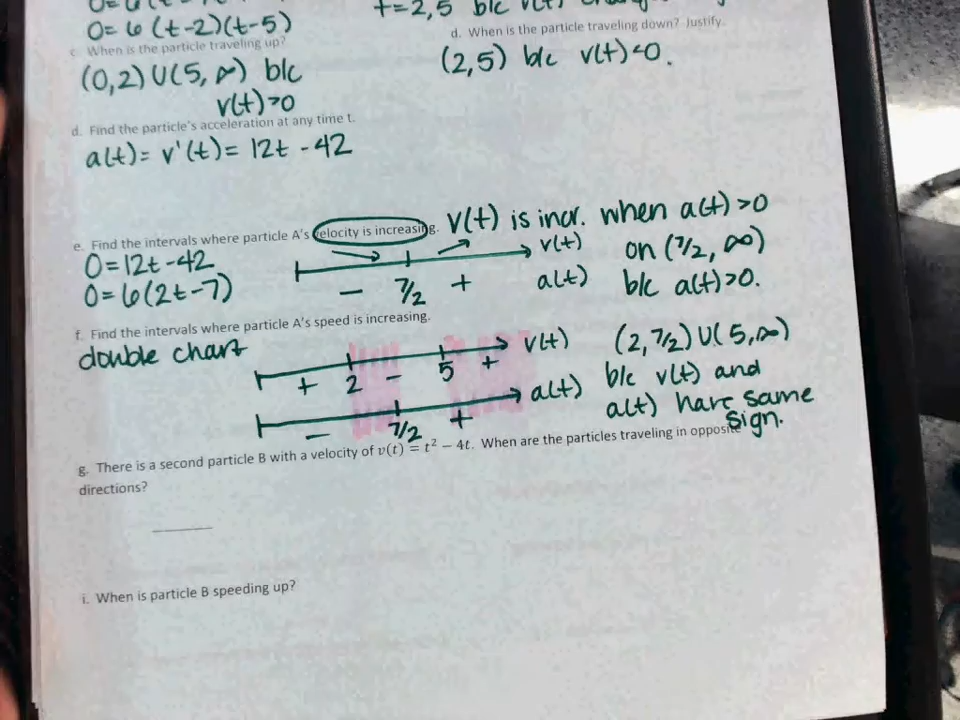 0= 6 (t-2)(t-5)
t=2,5 b/c v(t)
c. When is the particle traveling up?
d. When is the particle traveling down? Justify.
(0,2) U (5, ∞) b/c
v(t)>0
(2,5) b/c v(t)<0.
d. Find the particle's acceleration at any time t.
a(t)= v'(t)= 12t -42
e. Find the intervals where particle A's velocity is increasing.
v(t) is incr. when a(t)>0
0=12t-42
0=6(2t-7)
v(t)
on (7/2, ∞)
- 7/2 + a(t)
b/c a(t)>0.
f. Find the intervals where particle A's speed is increasing.
double chart
v(t)
(2, 7/2) U (5, ∞)
+ 2 - 5 +
b/c v(t) and
a(t)
a(t) have same
sign.
- 7/2 +
g. There is a second particle B with a velocity of v(t) = t² − 4t. When are the particles traveling in opposite
directions?
i. When is particle B speeding up?